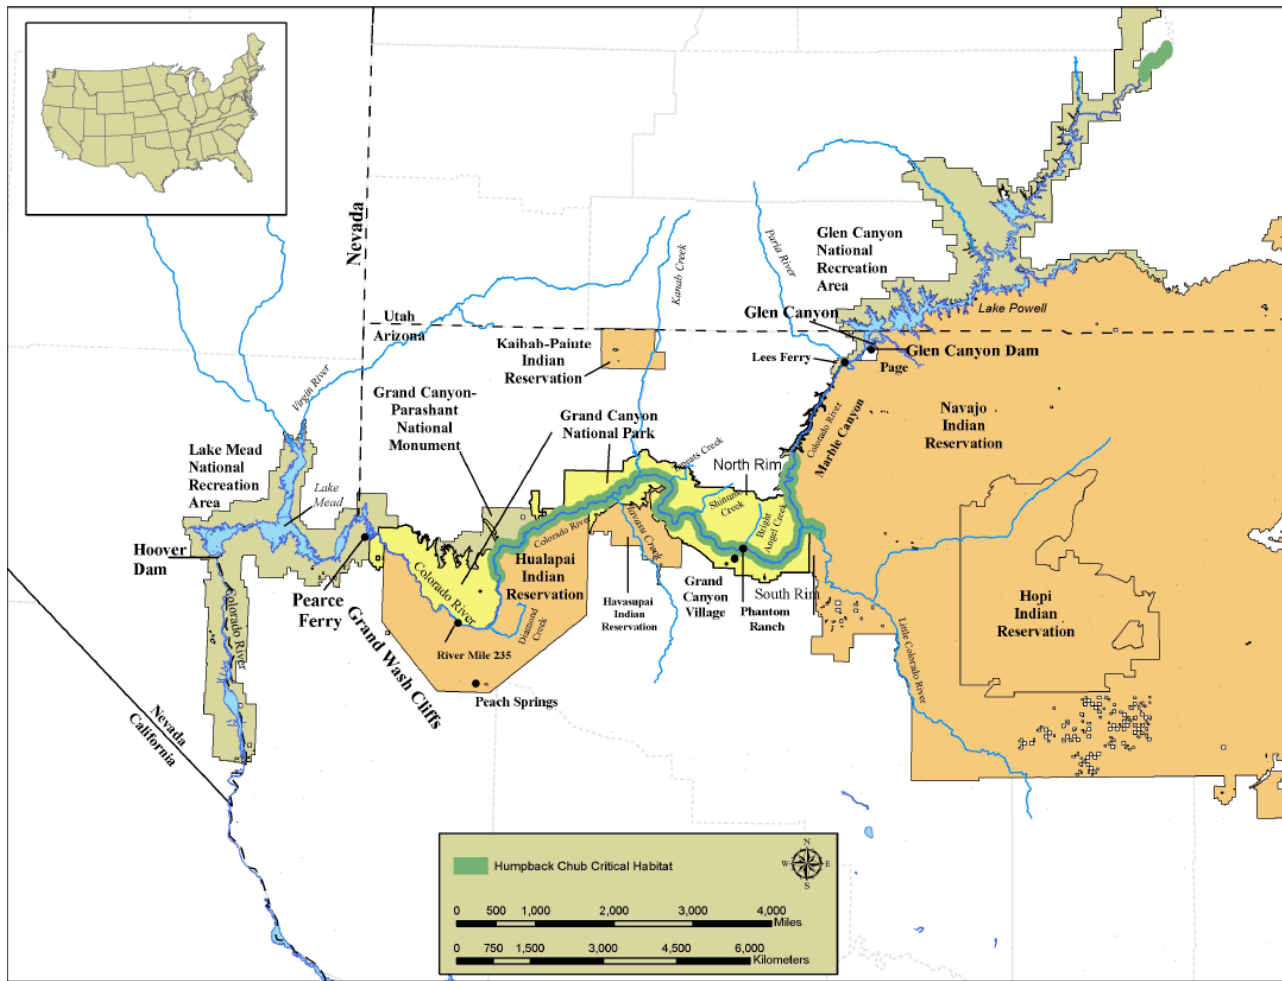 Nevada
Utah
Arizona
Virgin River
Kanab Creek
Paria River
Glen Canyon
National
Recreation
Area
Glen Canyon
Lake Powell
Lees Ferry
Glen Canyon Dam
Page
Kaibab-Paiute
Indian
Reservation
Grand Canyon-
Parashant
National
Monument
Grand Canyon
National Park
Navajo
Indian
Reservation
Colorado River
Marble Canyon
Lake Mead
National
Recreation
Area
Lake
Mead
Tapeats Creek
North Rim
Shinumo
Creek
Bright
Angel Creek
Hoover
Dam
Colorado River
Havasu Creek
Hualapai
Indian
Reservation
Colorado River
Pearce
Ferry
Grand Wash Cliffs
Diamond
Creek
Havasupai
Indian
Reservation
Grand
Canyon
Village
Phantom
Ranch
South Rim
Hopi
Indian
Reservation
Little Colorado River
Colorado River
River Mile 235
Peach Springs
Nevada
California
Humpback Chub Critical Habitat
N
W E
S
0 500 1,000 2,000 3,000 4,000
Miles
0 750 1,500 3,000 4,500 6,000
Kilometers